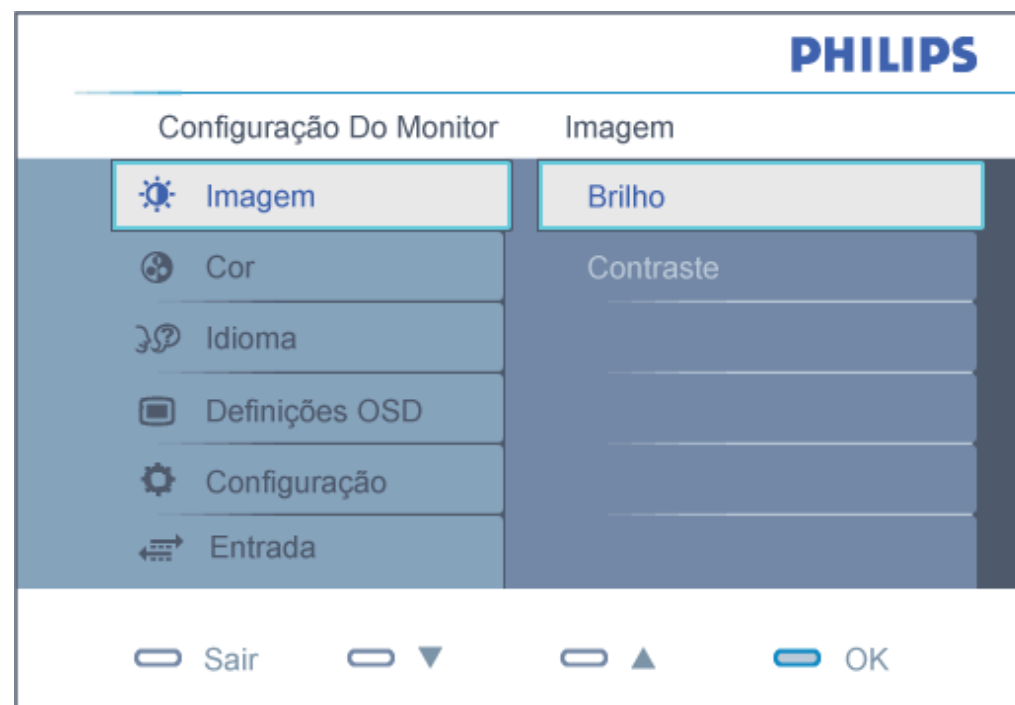 PHILIPS
Configuração Do Monitor Imagem
Imagem Brilho
Cor Contraste
Idioma
Definições OSD
Configuração
Entrada
Sair ▼ ▲ OK